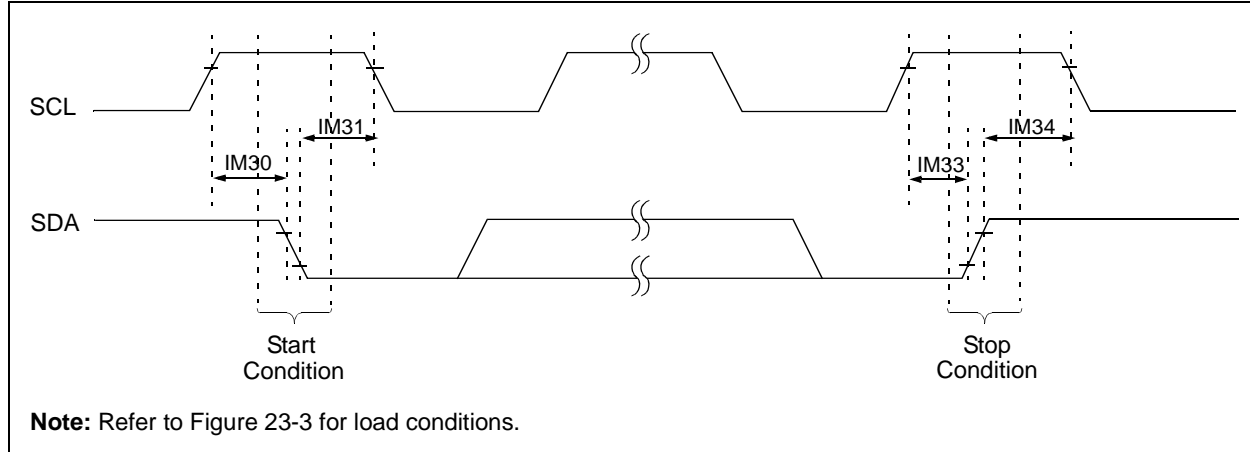 SCL
IM31
IM34
IM30
IM33
SDA
Start
Condition
Stop
Condition
Note: Refer to Figure 23-3 for load conditions.